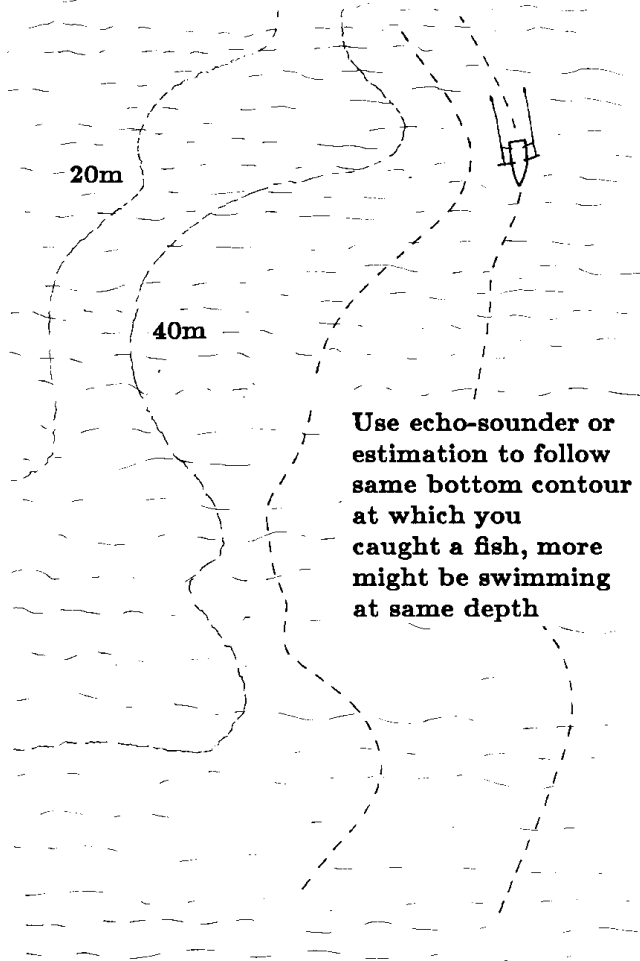 20m
40m
Use echo-sounder or
estimation to follow
same bottom contour
at which you
caught a fish, more
might be swimming
at same depth